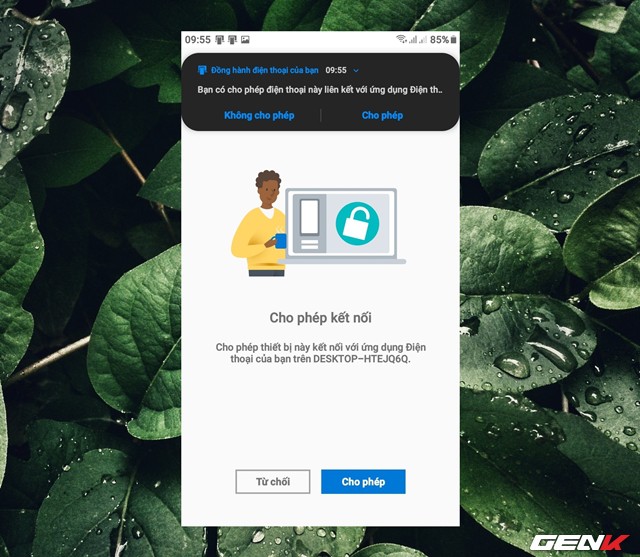 09:55 85%
Đồng hành điện thoại của bạn 09:55
Bạn có cho phép điện thoại này liên kết với ứng dụng Điện th..
Không cho phép Cho phép
Cho phép kết nối
Cho phép thiết bị này kết nối với ứng dụng Điện
thoại của bạn trên DESKTOP-HTEJQ6Q.
Từ chối Cho phép
GENK